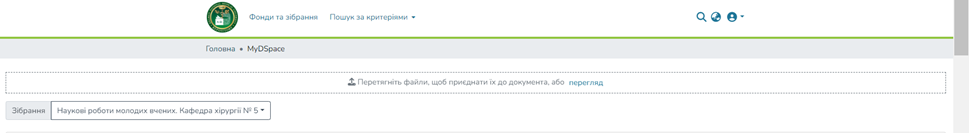 Фонди та зібрання Пошук за критеріями
Головна • MyDSpace
Перетягніть файли, щоб приєднати їх до документа, або перегляд
Зібрання Наукові роботи молодих вчених. Кафедра хірургії № 5